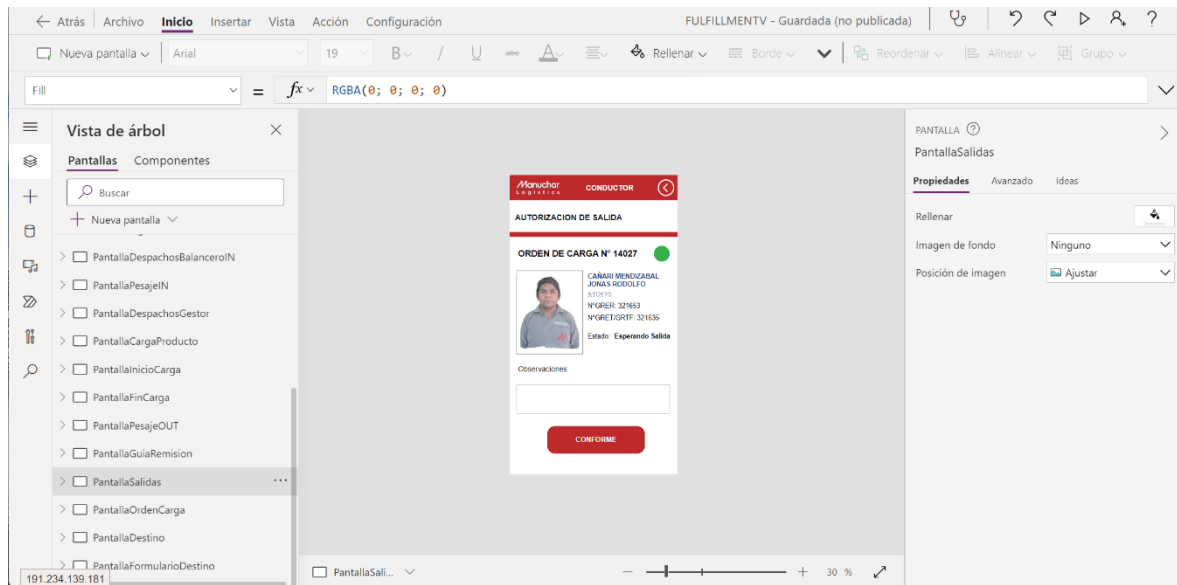 Atrás Archivo Inicio Insertar Vista Acción Configuración FULFILLMENTV - Guardada (no publicada)
Nueva pantalla Arial 19 B / U abc A Rellenar Borde Reordenar Alinear Grupo
Fill = fx RGBA(0; 0; 0; 0)
Vista de árbol
Pantallas Componentes
Buscar
Nueva pantalla
PantallaDespachosBalanceroIN
PantallaPesajeIN
PantallaDespachosGestor
PantallaCargaProducto
PantallaInicioCarga
PantallaFinCarga
PantallaPesajeOUT
PantallaGuiaRemision
PantallaSalidas ...
PantallaOrdenCarga
PantallaDestino
PantallaFormularioDestino
191.234.139.181
Manuchar
Logistics
CONDUCTOR
AUTORIZACION DE SALIDA
ORDEN DE CARGA N° 14027
CAÑARI MENDIZABAL
JONAS RODOLFO
N°GRER: 321653
N°GRET/GRTF: 321635
Estado: Esperando Salida
Observaciones:
CONFORME
PantallaSali... 30 %
PANTALLA
PantallaSalidas
Propiedades Avanzado Ideas
Rellenar
Imagen de fondo Ninguno
Posición de imagen Ajustar